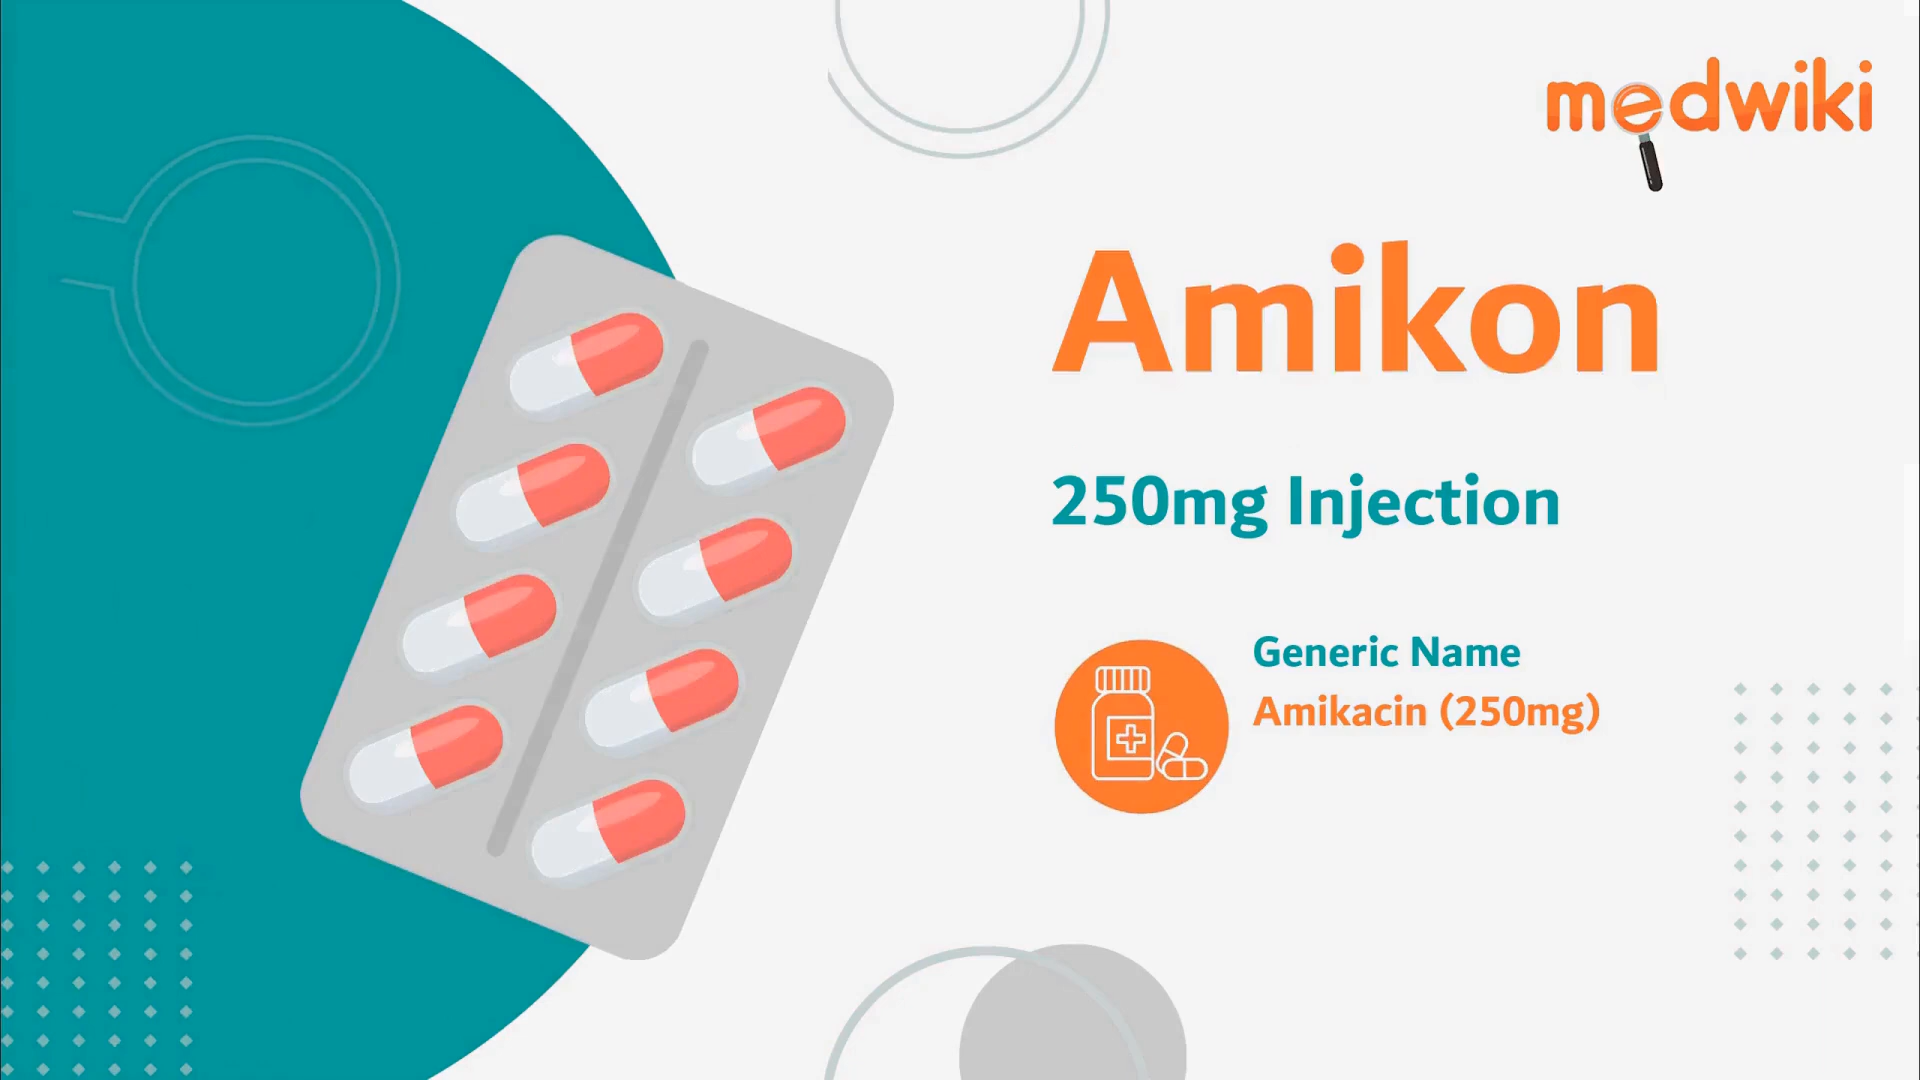 medwiki
Amikon
250mg Injection
Generic Name
Amikacin (250mg)